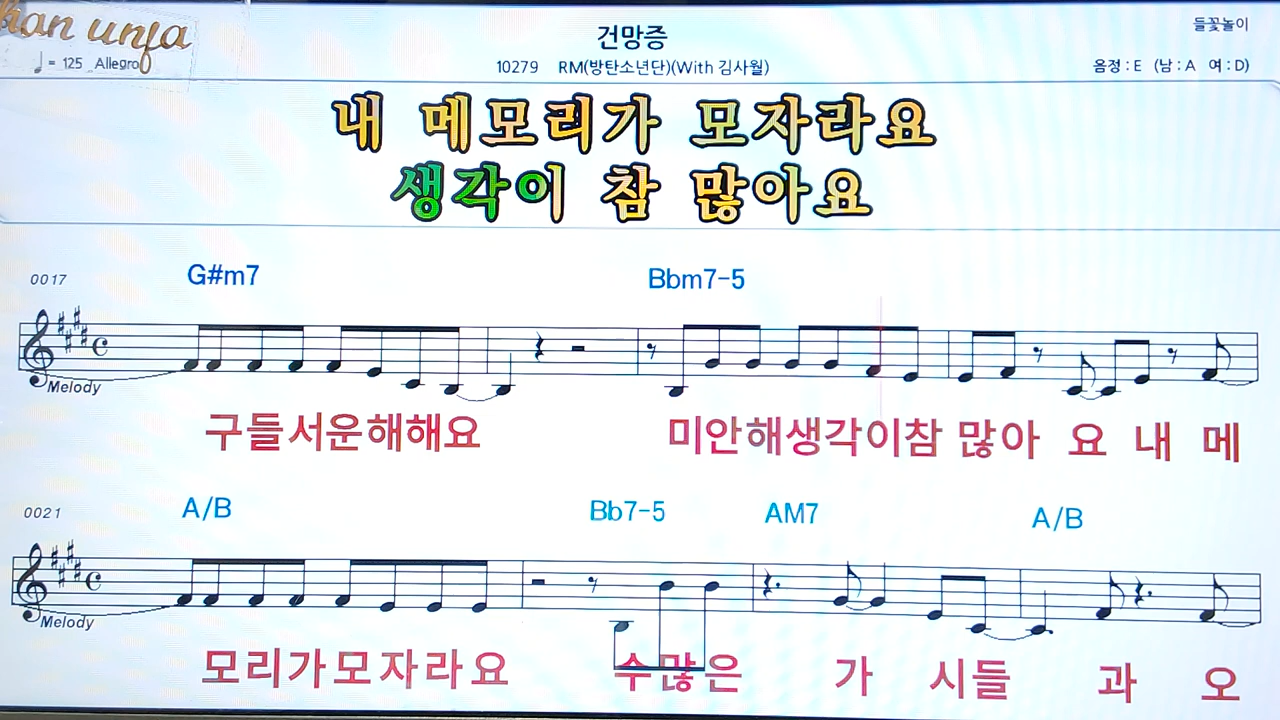 han unfa
건망증
들꽃놀이
♩ = 125 Allegro
10279 RM(방탄소년단)(With 김사월)
음정 : E (남 : A 여 : D)
내 메모리가 모자라요
생각이 참 많아요
0017
G#m7 Bbm7-5
Melody
구들서운해해요 미안해생각이참 많아 요 내 메
0021
A/B Bb7-5 AM7 A/B
Melody
모리가모자라요 수많은 가 시들 과 오